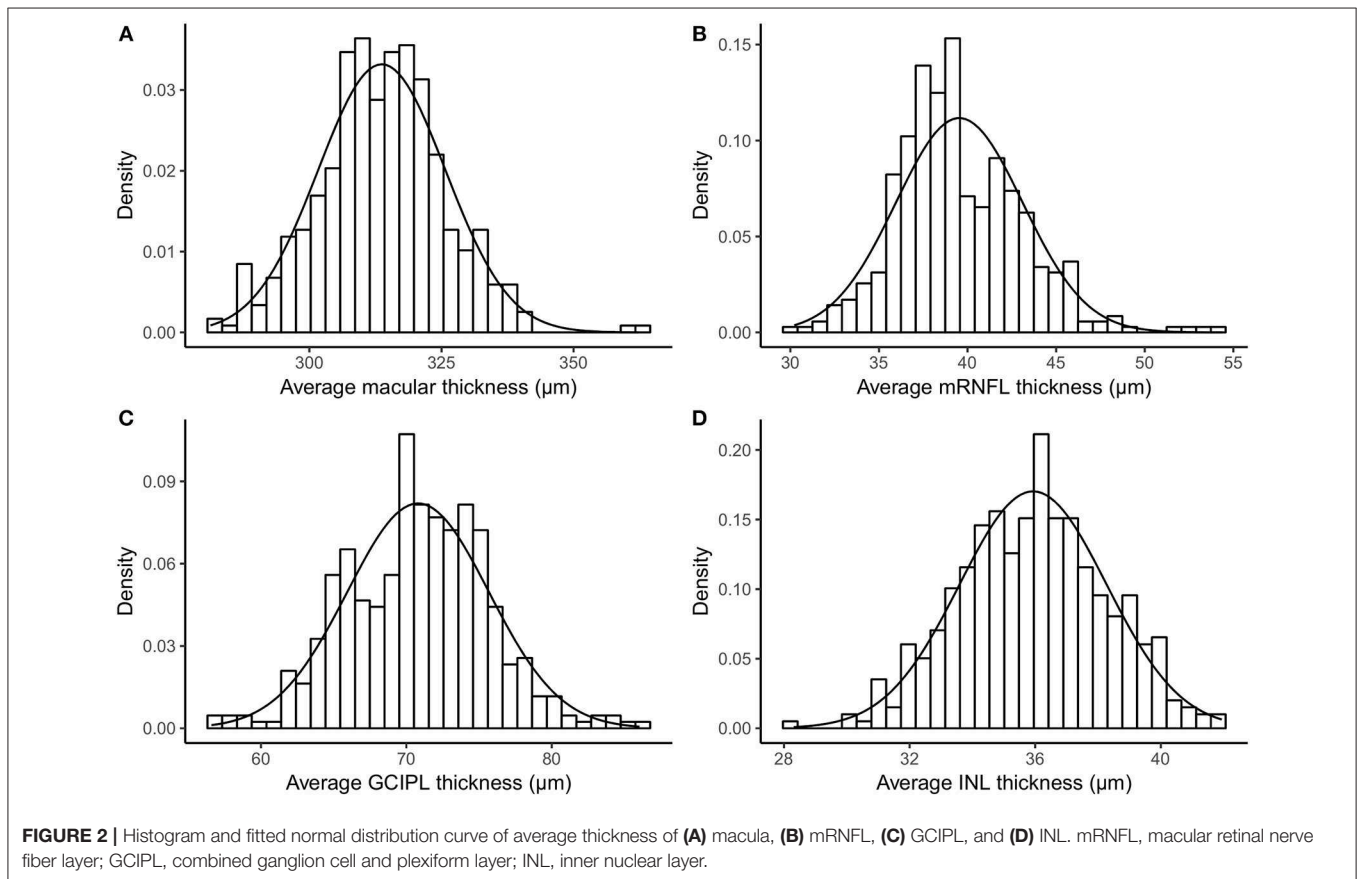 A
0.03
0.02
0.01
0.00
Density
300
325
350
Average macular thickness (µm)
B
0.15
0.10
0.05
0.00
Density
30
35
40
45
50
55
Average mRNFL thickness (µm)
C
0.09
0.06
0.03
0.00
Density
60
70
80
Average GCIPL thickness (µm)
D
0.20
0.15
0.10
0.05
0.00
Density
28
32
36
40
Average INL thickness (µm)
FIGURE 2 | Histogram and fitted normal distribution curve of average thickness of (A) macula, (B) mRNFL, (C) GCIPL, and (D) INL. mRNFL, macular retinal nerve
fiber layer; GCIPL, combined ganglion cell and plexiform layer; INL, inner nuclear layer.